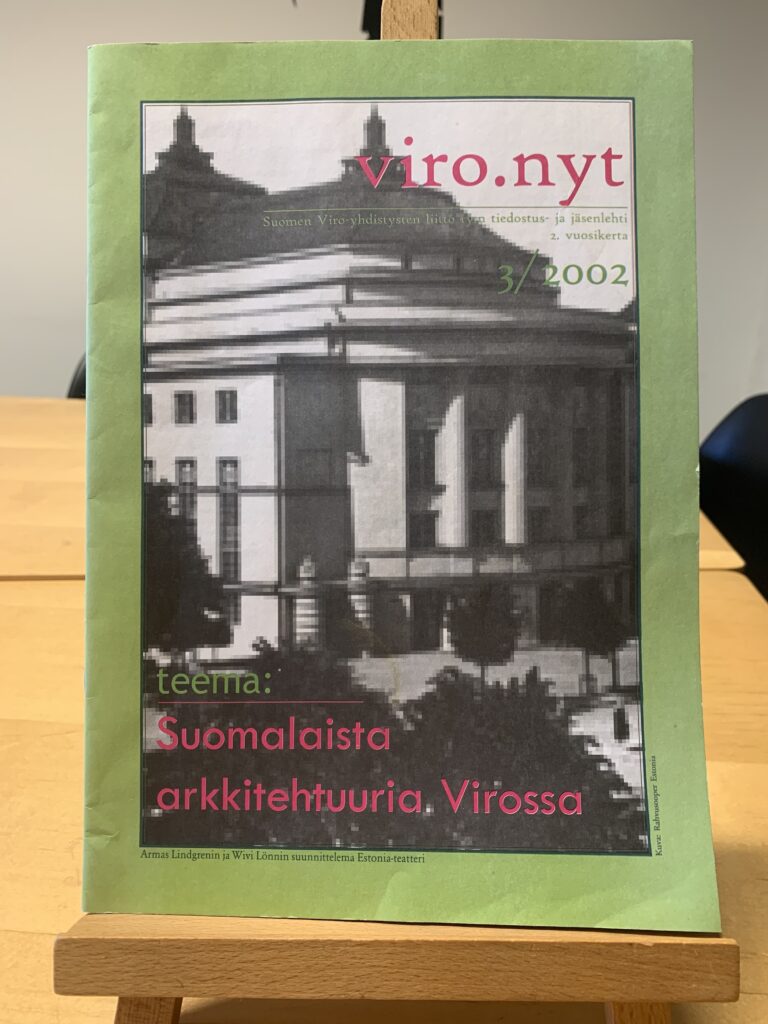 viro.nyt
Suomen Viro-yhdistysten liitto ry:n tiedostus- ja jäsenlehti
2. vuosikerta
3/2002
teema:
Suomalaista
arkkitehtuuria Virossa
Armas Lindgrenin ja Wivi Lönnin suunnittelema Estonia-teatteri
Kuva: Rahvusooper Estonia